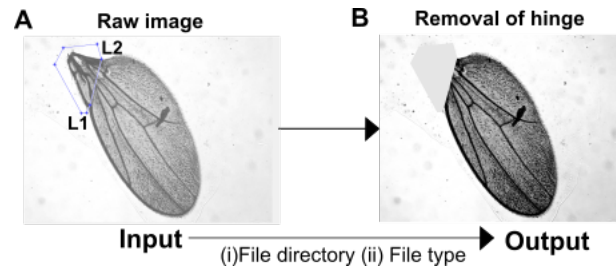 A
Raw image
L2
L1
B
Removal of hinge
Input
(i)File directory (ii) File type
Output